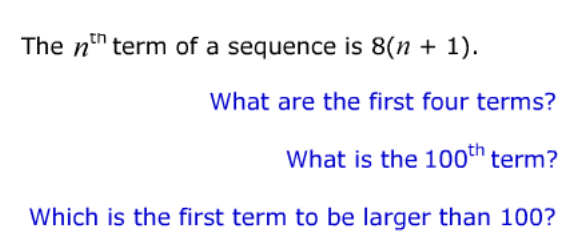 The nᵗʰ term of a sequence is 8(n + 1).
What are the first four terms?
What is the 100ᵗʰ term?
Which is the first term to be larger than 100?